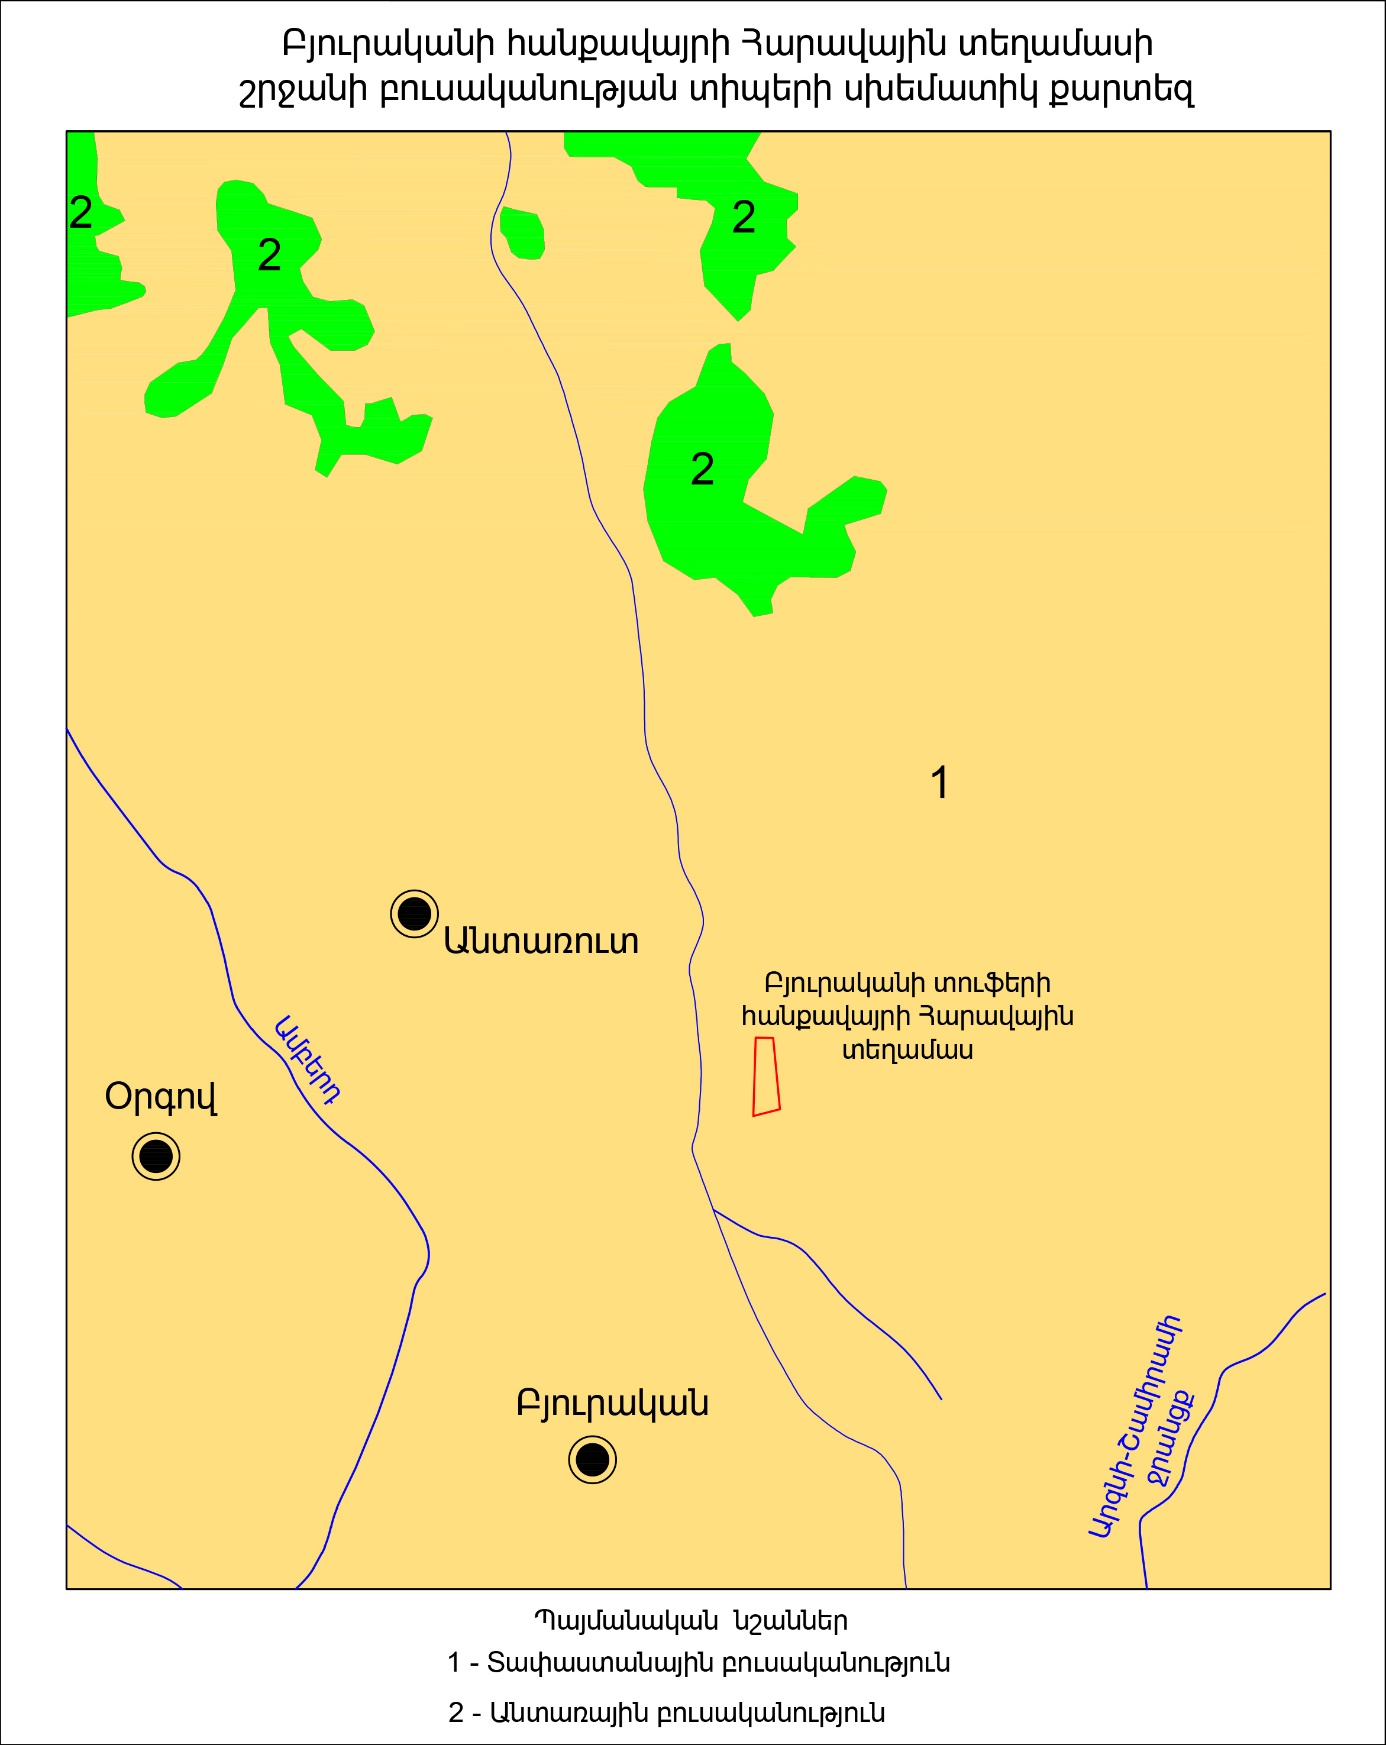 Բյուրականի հանքավայրի Հարավային տեղամասի
շրջանի բուսականության տիպերի սխեմատիկ քարտեզ
2
2
2
2
1
Անտառուտ
Բյուրականի տուֆերի
հանքավայրի Հարավային
տեղամաս
Ամբերդ
Օրգով
Բյուրական
Արզնի-Շամիրամի
ջրանցք
Պայմանական նշաններ
1 - Տափաստանային բուսականություն
2 - Անտառային բուսականություն